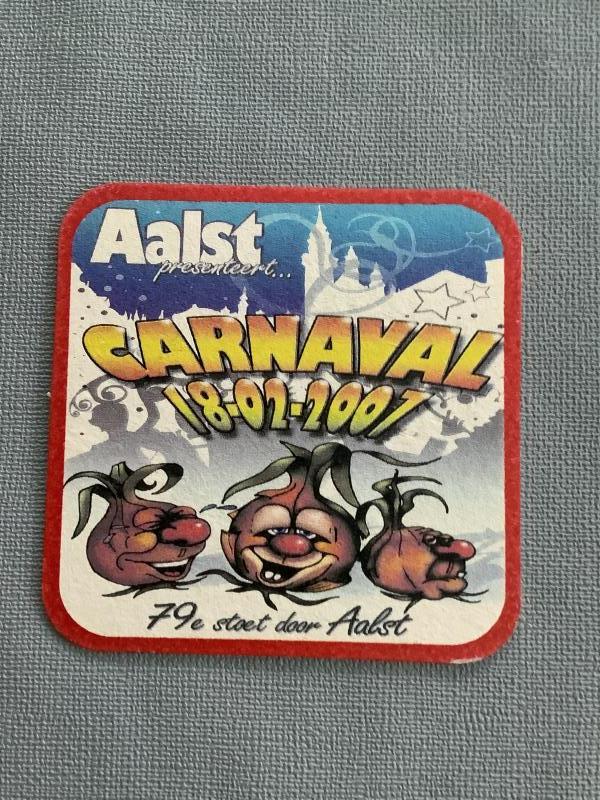 Aalst
presenteert...
CARNAVAL
18-02-2007
79e stoet door Aalst